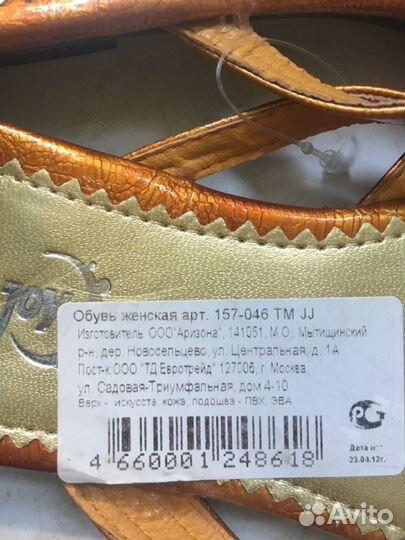 Обувь женская арт. 157-046 ТМ JJ
Изготовитель ООО"Аризона", 141051, М.О., Мытищинский
р-н, дер. Новосельцево, ул. Центральная, д. 1А
Пост-к ООО "ТД Евротрейд" 127006, г. Москва,
ул. Садовая-Триумфальная, дом 4-10
Верх - искусств. кожа, подошва - ПВХ, ЭВА
4 660001 248618
23.04.12г.
Avito